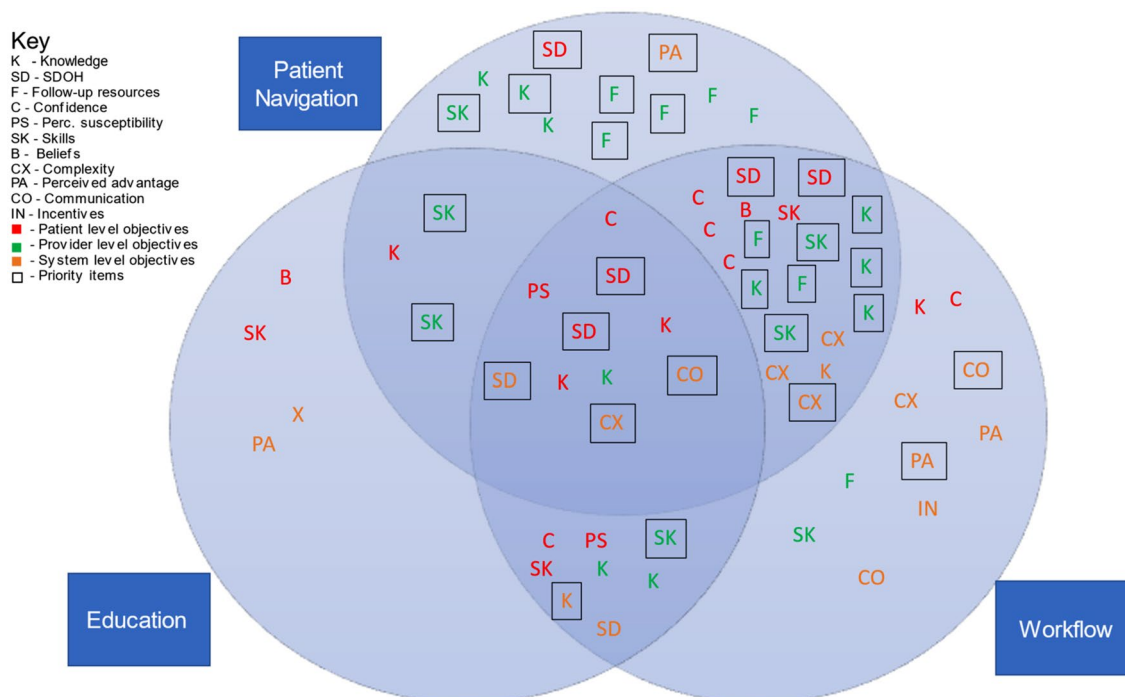 Key
K - Knowledge
SD - SDOH
F - Follow-up resources
C - Confidence
PS - Perc. susceptibility
SK - Skills
B - Beliefs
CX - Complexity
PA - Perceived advantage
CO - Communication
IN - Incentives
- Patient level objectives
- Provider level objectives
- System level objectives
- Priority items
Patient
Navigation
SD PA
K K F F
SK K F F F
SD SD
C B SK K
C F SK
C K F K
K
SK CX
CX K
CX
SK
K
SK
C
SD
PS
SD K
SD K K CO
CX
B
SK
X
PA
K C
CO
CX
PA
PA
F
IN
SK
CO
C PS SK
SK K K
K
SD
Education
Workflow